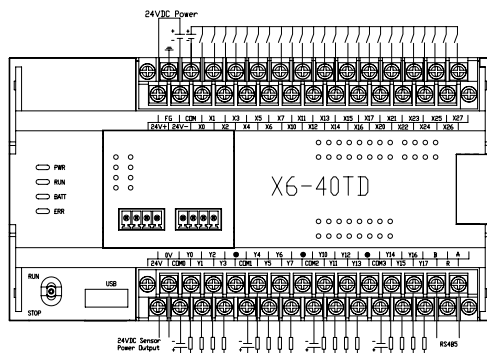 24VDC Power
FG COM X1 X3 X5 X7 X11 X13 X15 X17 X21 X23 X25 X27
24V+ 24V- X0 X2 X4 X6 X10 X12 X14 X16 X20 X22 X24 X26
PWR
RUN
BATT
ERR
X6-40TD
0V Y0 Y2 Y4 Y6 Y10 Y12 Y14 Y16 B A
24V COM0 Y1 Y3 COM1 Y5 Y7 COM2 Y11 Y13 COM3 Y15 Y17 R
RUN
USB
STOP
24VDC Sensor
Power Output
RS485